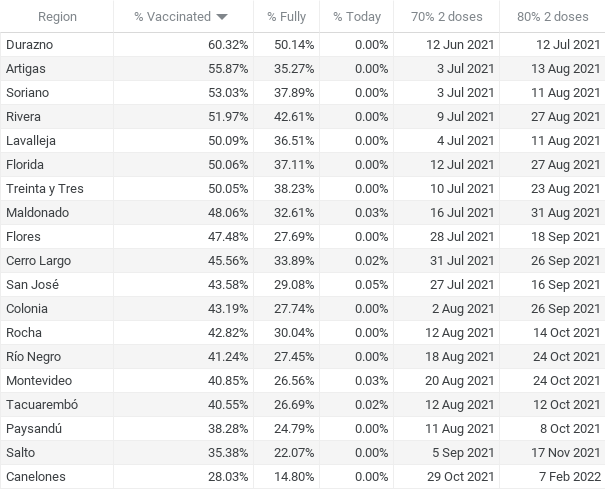 Region % Vaccinated % Fully % Today 70% 2 doses 80% 2 doses
Durazno 60.32% 50.14% 0.00% 12 Jun 2021 12 Jul 2021
Artigas 55.87% 35.27% 0.00% 3 Jul 2021 13 Aug 2021
Soriano 53.03% 37.89% 0.00% 3 Jul 2021 11 Aug 2021
Rivera 51.97% 42.61% 0.00% 9 Jul 2021 27 Aug 2021
Lavalleja 50.09% 36.51% 0.00% 4 Jul 2021 11 Aug 2021
Florida 50.06% 37.11% 0.00% 12 Jul 2021 27 Aug 2021
Treinta y Tres 50.05% 38.23% 0.00% 10 Jul 2021 23 Aug 2021
Maldonado 48.06% 32.61% 0.03% 16 Jul 2021 31 Aug 2021
Flores 47.48% 27.69% 0.00% 28 Jul 2021 18 Sep 2021
Cerro Largo 45.56% 33.89% 0.02% 31 Jul 2021 26 Sep 2021
San José 43.58% 29.08% 0.05% 27 Jul 2021 16 Sep 2021
Colonia 43.19% 27.74% 0.00% 2 Aug 2021 26 Sep 2021
Rocha 42.82% 30.04% 0.00% 12 Aug 2021 14 Oct 2021
Río Negro 41.24% 27.45% 0.00% 18 Aug 2021 24 Oct 2021
Montevideo 40.85% 26.56% 0.03% 20 Aug 2021 24 Oct 2021
Tacuarembó 40.55% 26.69% 0.02% 12 Aug 2021 12 Oct 2021
Paysandú 38.28% 24.79% 0.00% 11 Aug 2021 8 Oct 2021
Salto 35.38% 22.07% 0.00% 5 Sep 2021 17 Nov 2021
Canelones 28.03% 14.80% 0.00% 29 Oct 2021 7 Feb 2022